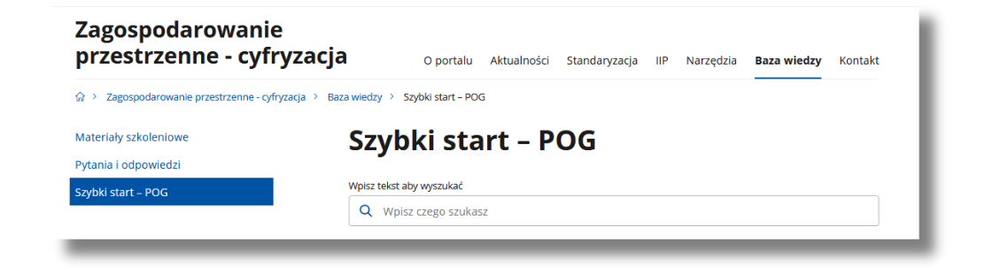 Zagospodarowanie
przestrzenne - cyfryzacja
O portalu Aktualności Standaryzacja IIP Narzędzia Baza wiedzy Kontakt
Zagospodarowanie przestrzenne - cyfryzacja > Baza wiedzy > Szybki start – POG
Materiały szkoleniowe
Pytania i odpowiedzi
Szybki start – POG
Szybki start – POG
Wpisz tekst aby wyszukać
Wpisz czego szukasz